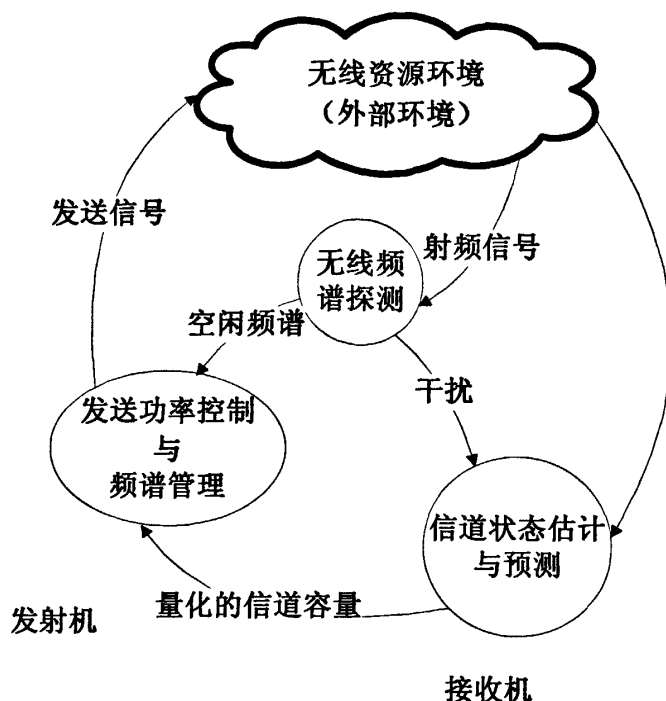 无线资源环境
（外部环境）
发送信号
射频信号
无线频
谱探测
空闲频谱
干扰
发送功率控制
与
频谱管理
信道状态估计
与预测
量化的信道容量
发射机
接收机